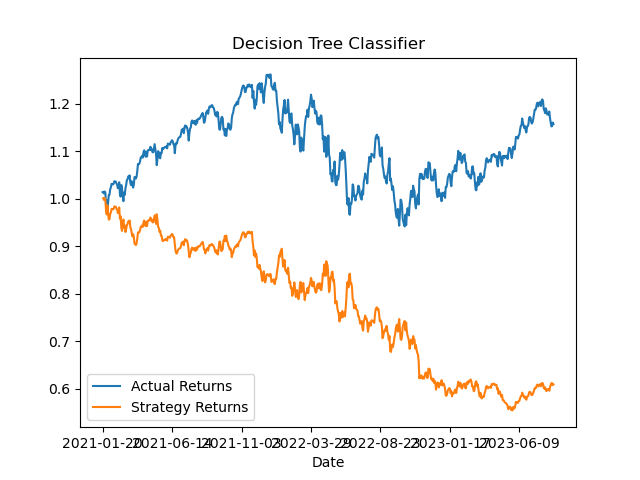 Decision Tree Classifier
1.2
1.1
1.0
0.9
0.8
0.7
0.6
Actual Returns
Strategy Returns
2021-01-20 2021-06-14 2021-11-03 2022-03-29 2022-08-23 2023-01-17 2023-06-09
Date